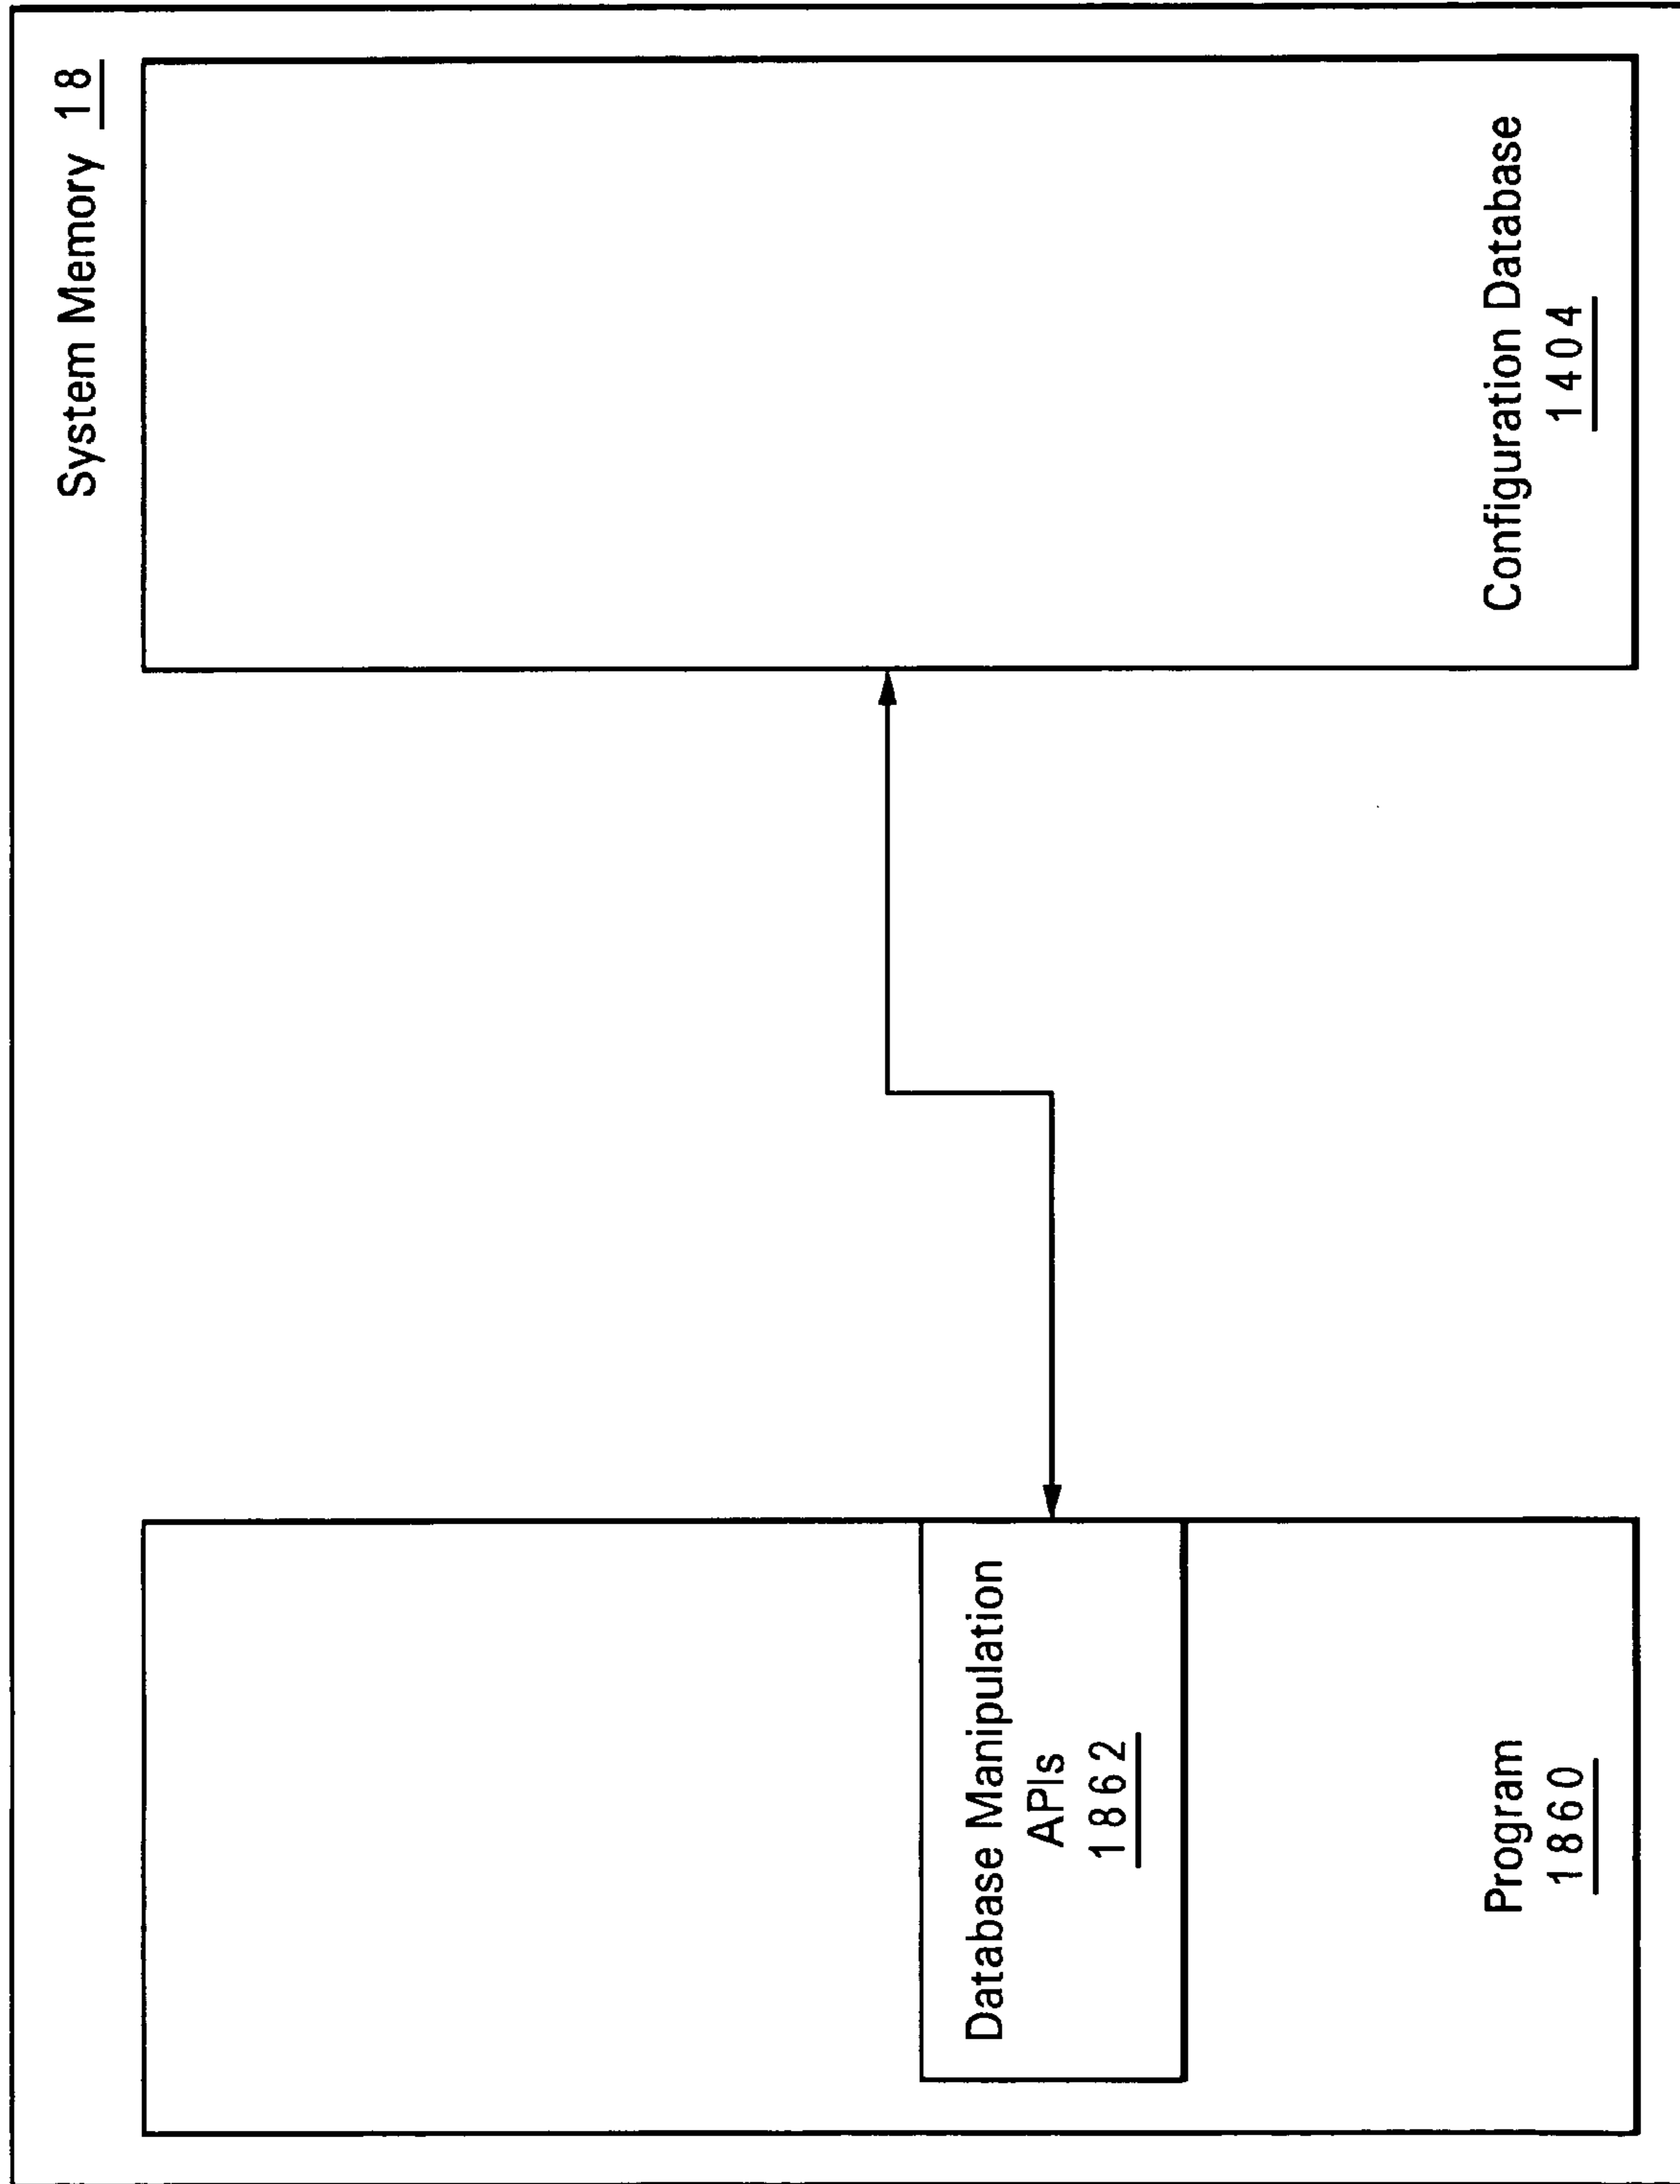 System Memory 18
Database Manipulation
APIs
1862
Program
1860
Configuration Database
1404